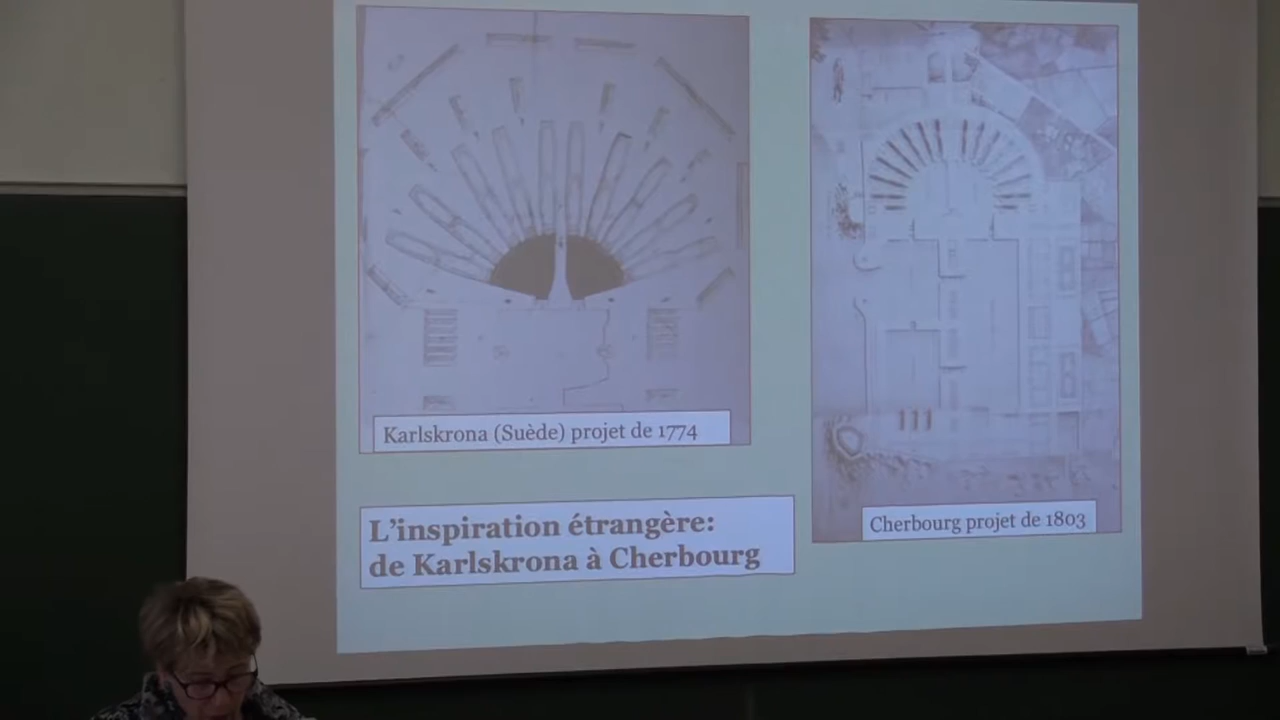 Karlskrona (Suède) projet de 1774
L'inspiration étrangère:
de Karlskrona à Cherbourg
Cherbourg projet de 1803